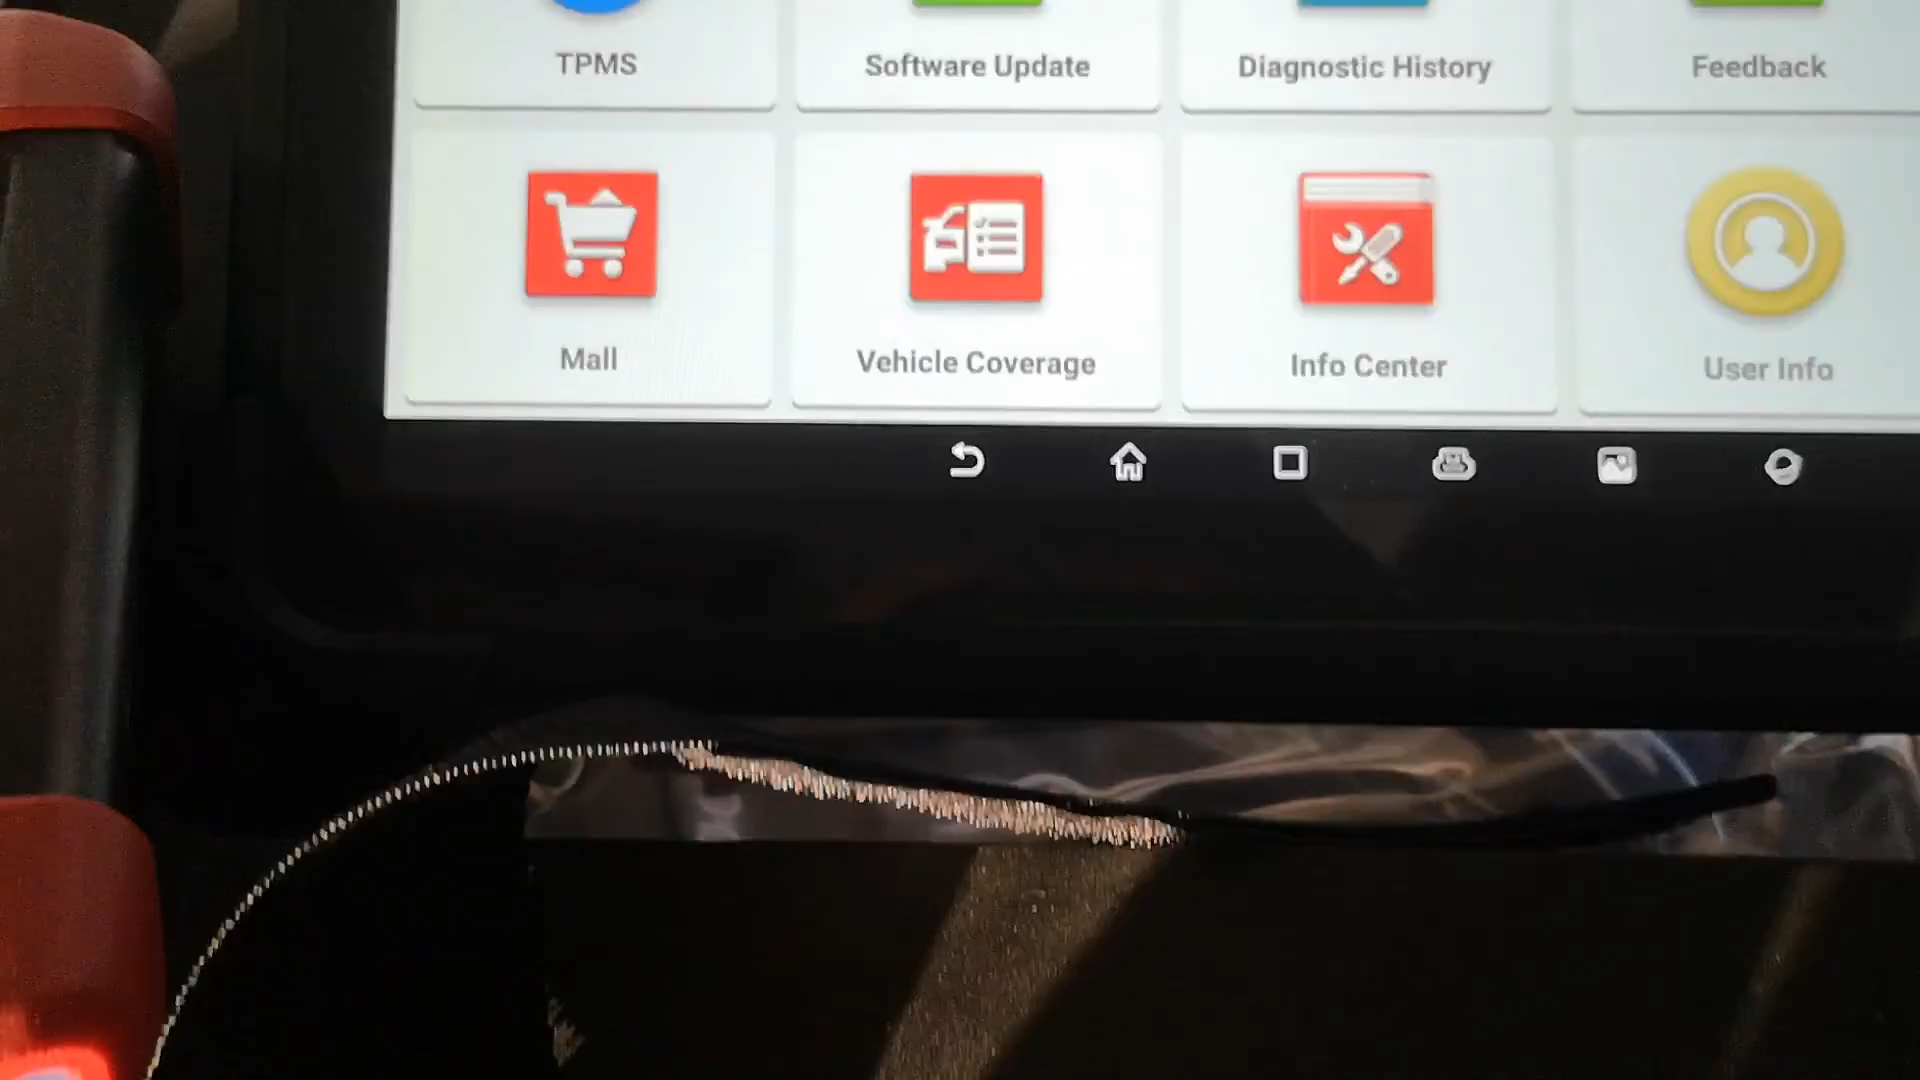 TPMS
Software Update
Diagnostic History
Feedback
Mall
Vehicle Coverage
Info Center
User Info